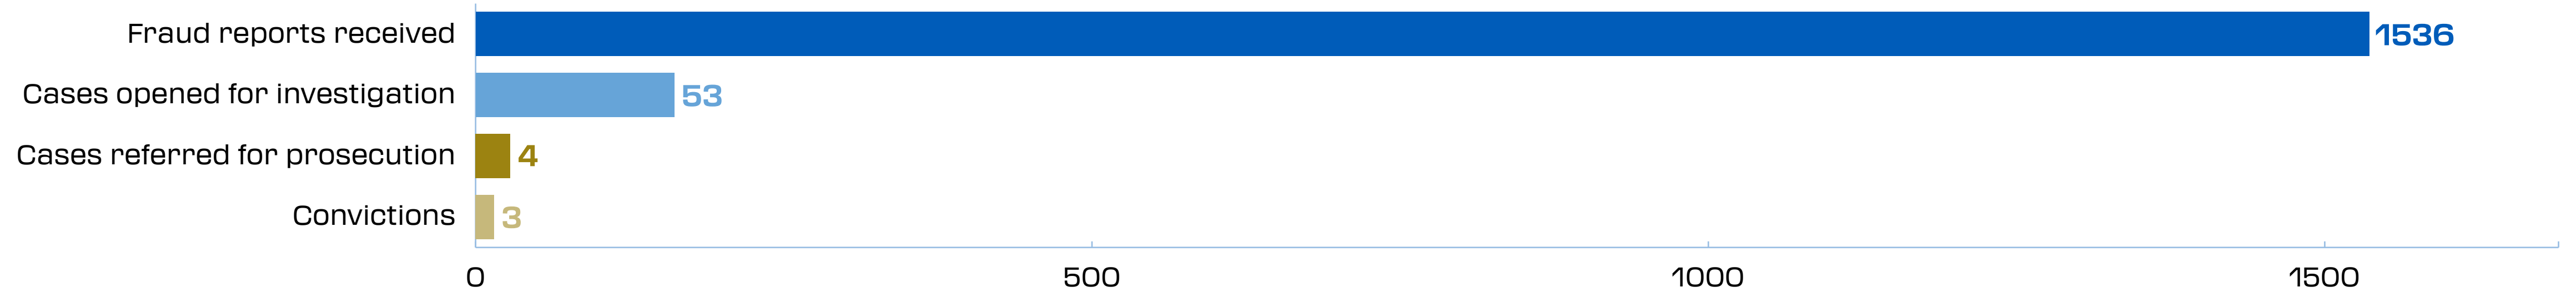 Fraud reports received 1536
Cases opened for investigation 53
Cases referred for prosecution 4
Convictions 3
0 500 1000 1500